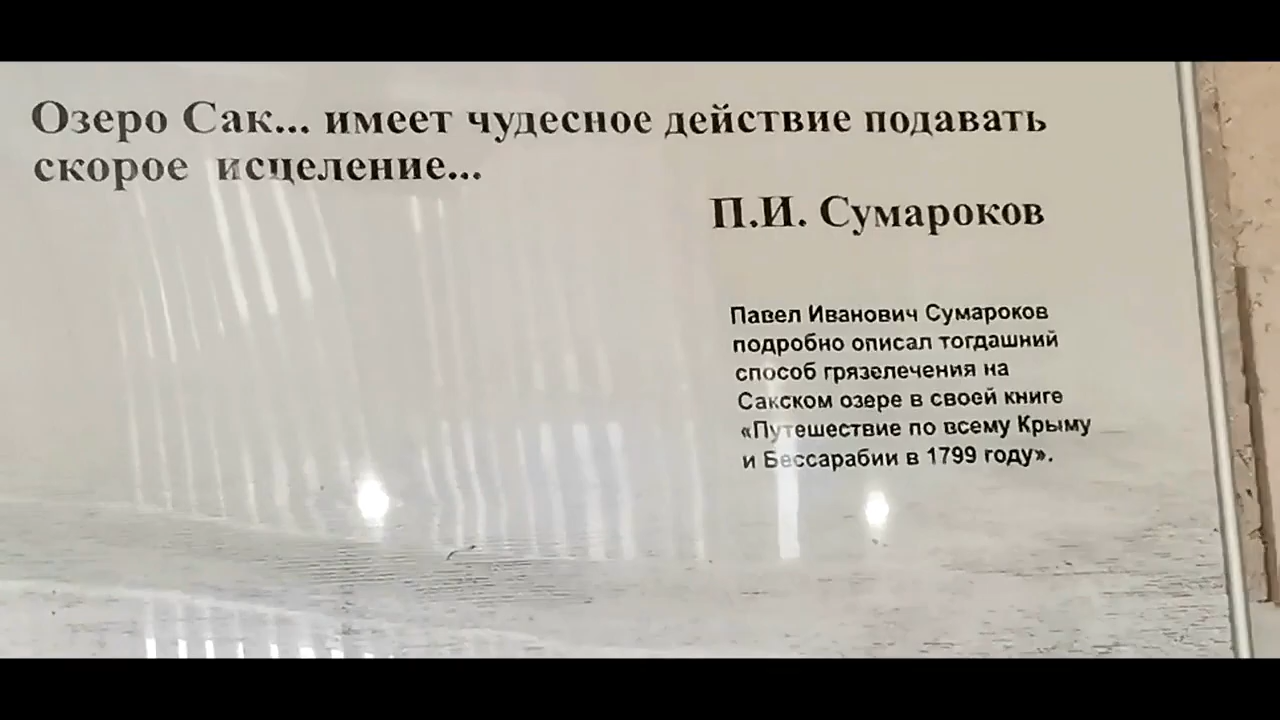 Озеро Сак... имеет чудесное действие подавать
скорое исцеление...
П.И. Сумароков
Павел Иванович Сумароков
подробно описал тогдашний
способ грязелечения на
Сакском озере в своей книге
«Путешествие по всему Крыму
и Бессарабии в 1799 году».